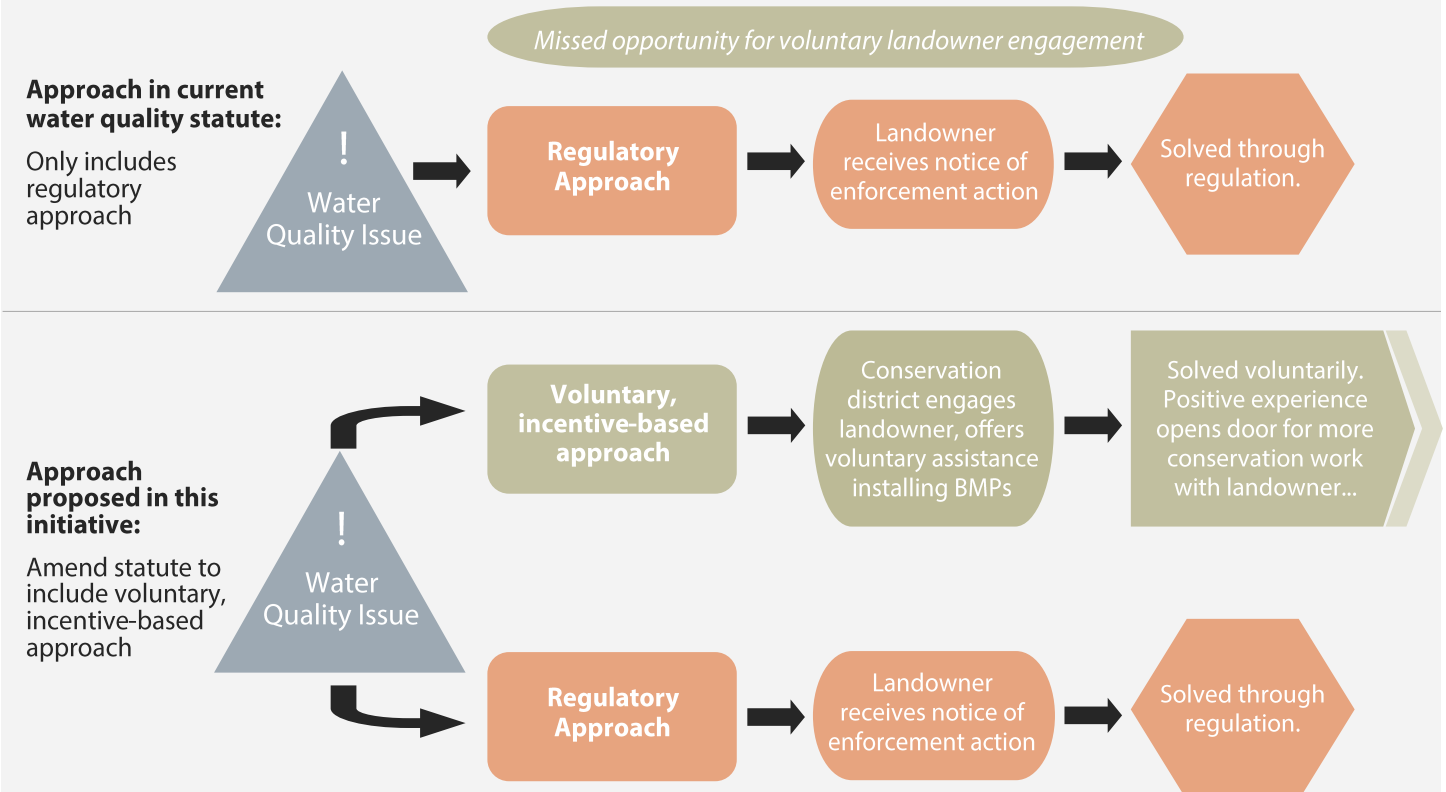 Missed opportunity for voluntary landowner engagement
Approach in current
water quality statute:
Only includes
regulatory
approach
!
Water
Quality Issue
Regulatory
Approach
Landowner
receives notice of
enforcement action
Solved through
regulation.
Approach
proposed in this
initiative:
Amend statute to
include voluntary,
incentive-based
approach
!
Water
Quality Issue
Voluntary,
incentive-based
approach
Conservation
district engages
landowner, offers
voluntary assistance
installing BMPs
Solved voluntarily.
Positive experience
opens door for more
conservation work
with landowner...
Regulatory
Approach
Landowner
receives notice of
enforcement action
Solved through
regulation.